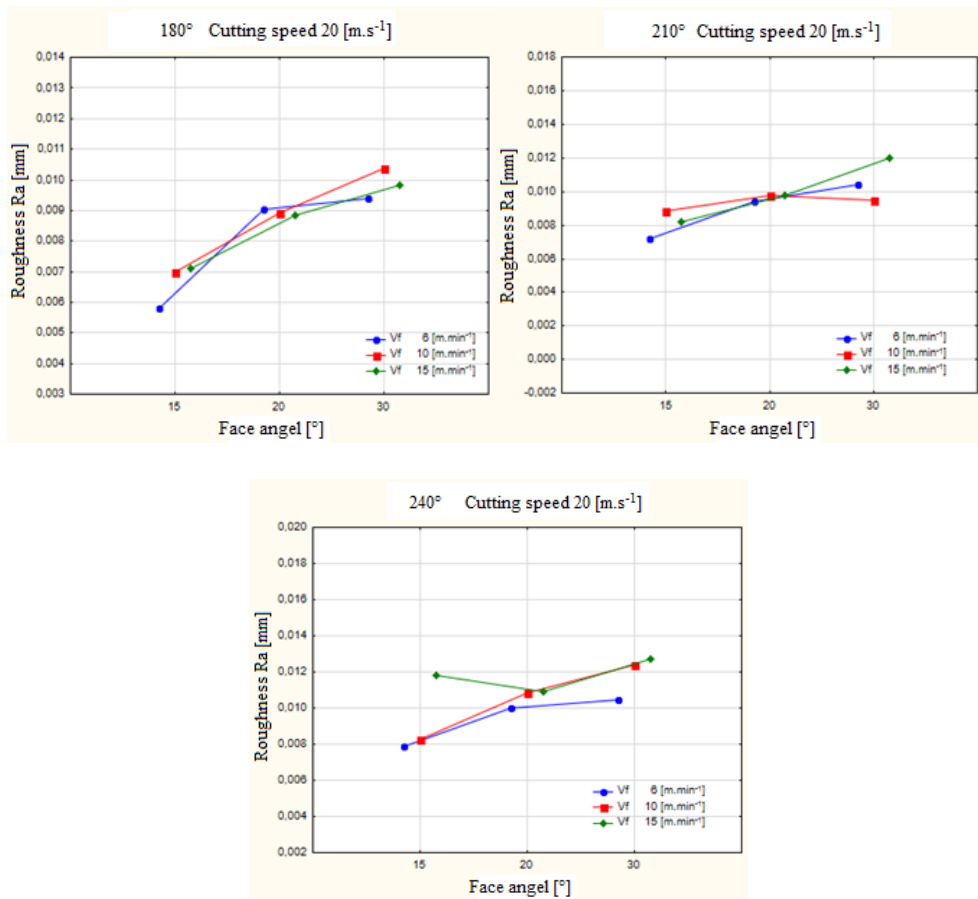 180° Cutting speed 20 [m.s⁻¹]
Roughness Ra [mm]
0,014
0,013
0,012
0,011
0,010
0,009
0,008
0,007
0,006
0,005
0,004
0,003
15
20
30
Face angel [°]
Vf 6 [m.min⁻¹]
Vf 10 [m.min⁻¹]
Vf 15 [m.min⁻¹]
210° Cutting speed 20 [m.s⁻¹]
Roughness Ra [mm]
0,018
0,016
0,014
0,012
0,010
0,008
0,006
0,004
0,002
0,000
-0,002
15
20
30
Face angel [°]
Vf 6 [m.min⁻¹]
Vf 10 [m.min⁻¹]
Vf 15 [m.min⁻¹]
240° Cutting speed 20 [m.s⁻¹]
Roughness Ra [mm]
0,020
0,018
0,016
0,014
0,012
0,010
0,008
0,006
0,004
0,002
15
20
30
Face angel [°]
Vf 6 [m.min⁻¹]
Vf 10 [m.min⁻¹]
Vf 15 [m.min⁻¹]